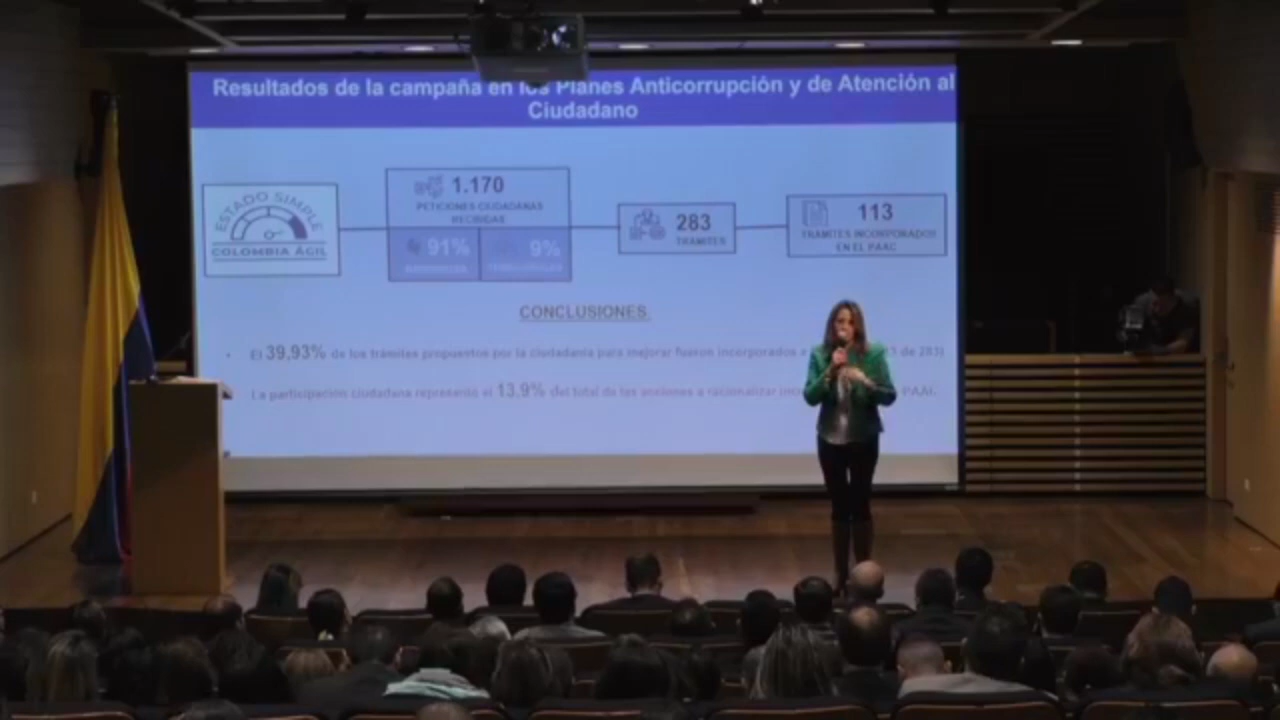 Resultados de la campaña en los Planes Anticorrupción y de Atención al
Ciudadano
ESTADO SIMPLE
COLOMBIA ÁGIL
1.170
PETICIONES CIUDADANAS
RECIBIDAS
91%
9%
283
TRÁMITES
113
TRÁMITES INCORPORADOS
EN EL PAAC
CONCLUSIONES
El 39,93% de los trámites propuestos por la ciudadanía para mejorar fueron incorporados de 283)
La participación ciudadana representó el 13,9% del total de las acciones a racionalizar PAAC.